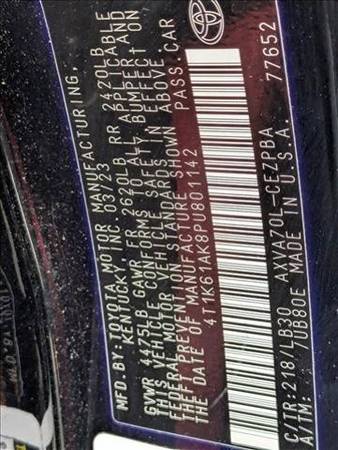 MFD.BY:TOYOTA MOTOR MANUFACTURING,
KENTUCKY, INC. 03/23
GVWR 4475LB GAWR FR 2620LB RR 2420LB
THIS VEHICLE CONFORMS TO ALL APPLICABLE
FEDERAL MOTOR VEHICLE SAFETY, BUMPER, AND
THEFT PREVENTION STANDARDS IN EFFECT ON
THE DATE OF MANUFACTURE SHOWN ABOVE.
4T1K61AK8PU801142 PASS.CAR
C/TR:218/LB30 AXVA70L-CEZPBA
A/TM: /UB80E MADE IN U.S.A. 77652